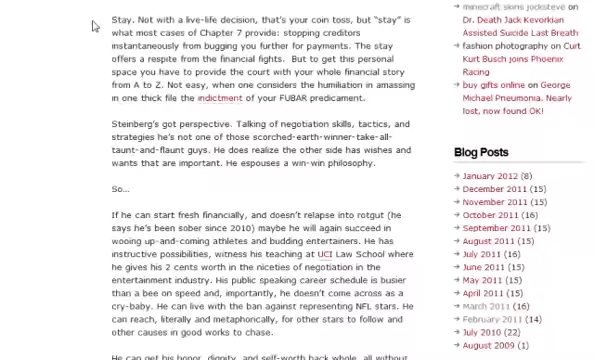 Stay. Not with a live-life decision, that's your coin toss, but "stay" is
what most cases of Chapter 7 provide: stopping creditors
instantaneously from bugging you further for payments. The stay
offers a respite from the financial fights.  But to get this personal
space you have to provide the court with your whole financial story
from A to Z. Not easy, when one considers the humiliation in amassing
in one thick file the indictment of your FUBAR predicament.
Steinberg's got perspective. Talking of negotiation skills, tactics, and
strategies he's not one of those scorched-earth-winner-take-all-
taunt-and-flaunt guys. He does realize the other side has wishes and
wants that are important. He espouses a win-win philosophy.
So...
If he can start fresh financially, and doesn't relapse into rotgut (he
says he's been sober since 2010) maybe he will again succeed in
wooing up-and-coming athletes and budding entertainers. He has
instructive possibilities, witness his teaching at UCI Law School where
he gives his 2 cents worth in the niceties of negotiation in the
entertainment industry. His public speaking career schedule is busier
than a bee on speed and, importantly, he doesn't come across as a
cry-baby. He can live with the ban against representing NFL stars. He
can reach, literally and metaphorically, for other stars to follow and
other causes in good works to chase.
He can get his honor, dignity, and self-worth back whole, all without
minecraft skins jocksteve on
Dr. Death Jack Kevorkian
Assisted Suicide Last Breath
fashion photography on Curt
Kurt Busch joins Phoenix
Racing
buy gifts online on George
Michael Pneumonia. Nearly
lost, now found OK!
Blog Posts
January 2012 (8)
December 2011 (15)
November 2011 (15)
October 2011 (16)
September 2011 (15)
August 2011 (15)
July 2011 (16)
June 2011 (15)
May 2011 (15)
April 2011 (15)
March 2011 (16)
February 2011 (14)
July 2010 (22)
August 2009 (1)